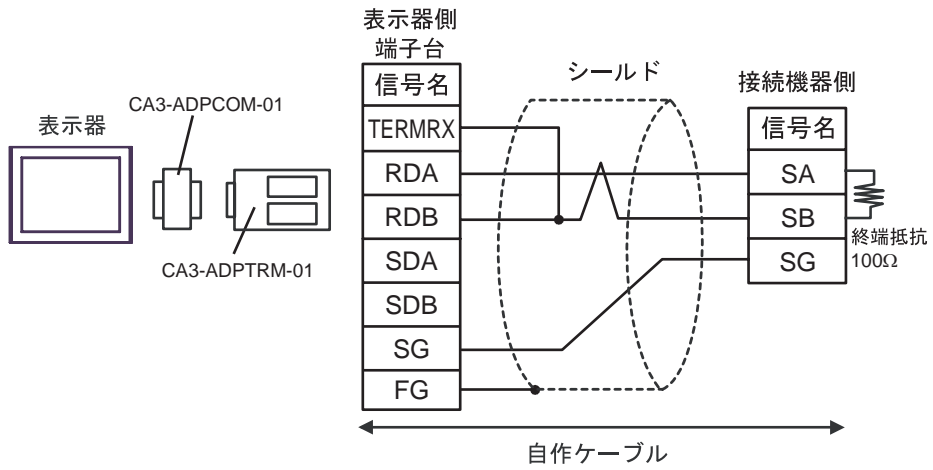 表示器
CA3-ADPCOM-01
CA3-ADPTRM-01
表示器側
端子台
信号名
TERMRX
RDA
RDB
SDA
SDB
SG
FG
シールド
接続機器側
信号名
SA
SB
SG
終端抵抗
100Ω
自作ケーブル